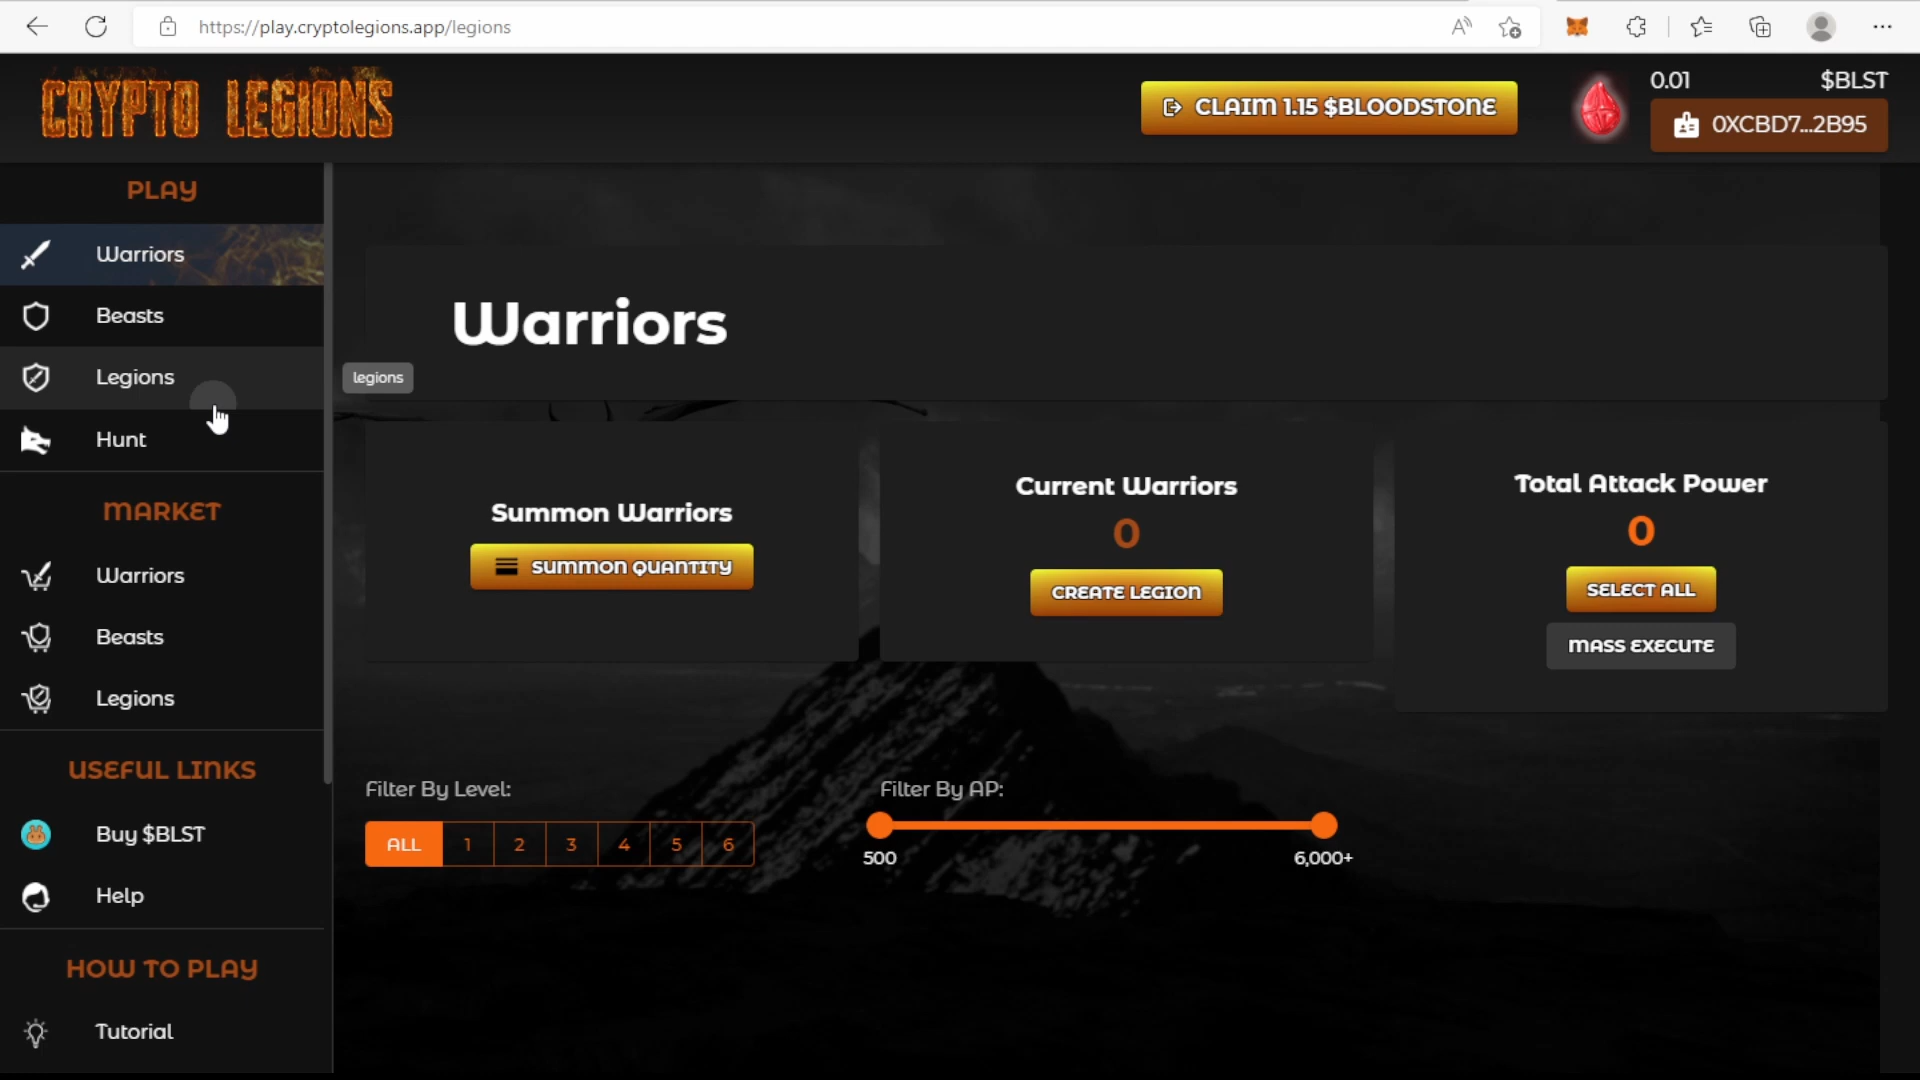 https://play.cryptolegions.app/legions
CRYPTO LEGIONS
CLAIM 1.15 $BLOODSTONE
0.01 $BLST
0XCBD7...2B95
PLAY
Warriors
Beasts
Legions
Hunt
MARKET
Warriors
Beasts
Legions
USEFUL LINKS
Buy $BLST
Help
HOW TO PLAY
Tutorial
legions
Warriors
Summon Warriors
SUMMON QUANTITY
Current Warriors
0
CREATE LEGION
Total Attack Power
0
SELECT ALL
MASS EXECUTE
Filter By Level:
ALL 1 2 3 4 5 6
Filter By AP:
500 6,000+